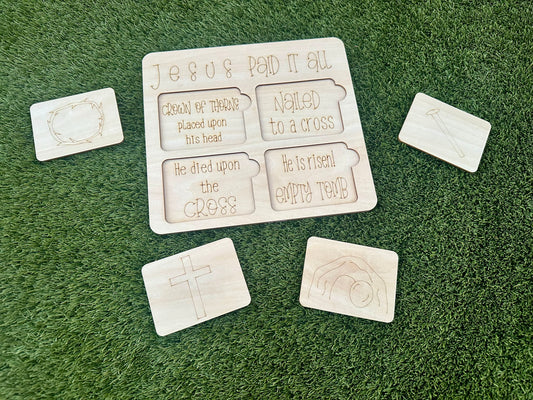 Jesus PAID IT ALL
CROWN OF THORNS
placed upon
his head
NAILED
to a cross
He died upon
the
CROSS
He is risen!
EMPTY TOMB